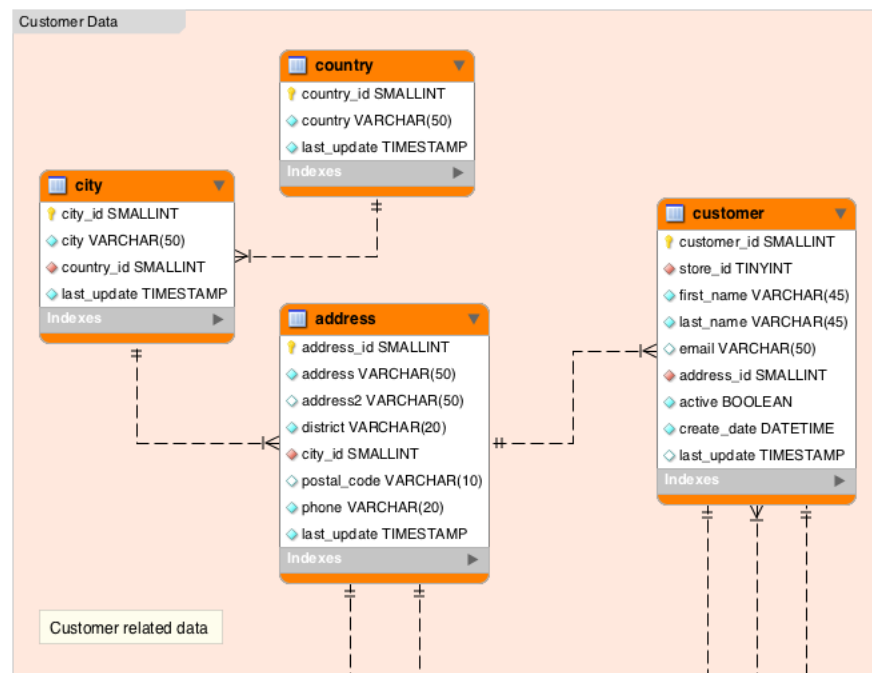 Customer Data
country
country_id SMALLINT
country VARCHAR(50)
last_update TIMESTAMP
Indexes
city
city_id SMALLINT
city VARCHAR(50)
country_id SMALLINT
last_update TIMESTAMP
Indexes
customer
customer_id SMALLINT
store_id TINYINT
first_name VARCHAR(45)
last_name VARCHAR(45)
email VARCHAR(50)
address_id SMALLINT
active BOOLEAN
create_date DATETIME
last_update TIMESTAMP
Indexes
address
address_id SMALLINT
address VARCHAR(50)
address2 VARCHAR(50)
district VARCHAR(20)
city_id SMALLINT
postal_code VARCHAR(10)
phone VARCHAR(20)
last_update TIMESTAMP
Indexes
Customer related data